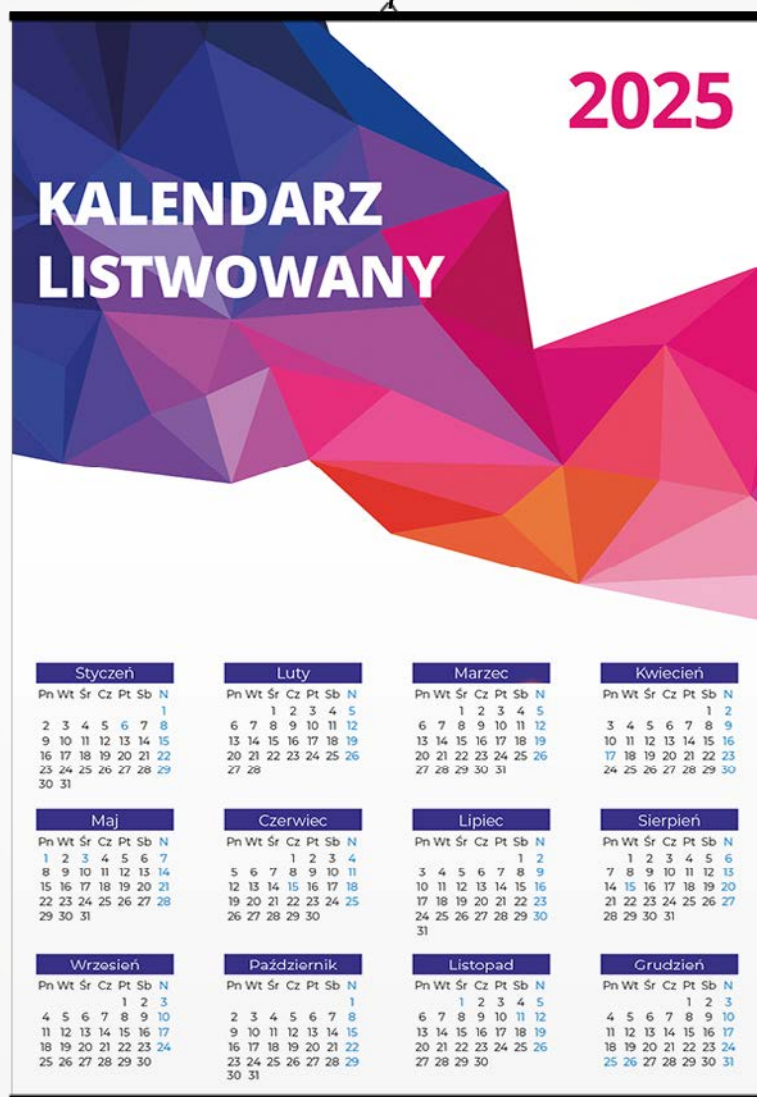 2025
KALENDARZ
LISTWOWANY
Styczeń Luty Marzec Kwiecień
Pn Wt Śr Cz Pt Sb N Pn Wt Śr Cz Pt Sb N Pn Wt Śr Cz Pt Sb N Pn Wt Śr Cz Pt Sb N
1 1 2 3 4 5 1 2 3 4 5 1 2
2 3 4 5 6 7 8 6 7 8 9 10 11 12 6 7 8 9 10 11 12 3 4 5 6 7 8 9
9 10 11 12 13 14 15 13 14 15 16 17 18 19 13 14 15 16 17 18 19 10 11 12 13 14 15 16
16 17 18 19 20 21 22 20 21 22 23 24 25 26 20 21 22 23 24 25 26 17 18 19 20 21 22 23
23 24 25 26 27 28 29 27 28 27 28 29 30 31 24 25 26 27 28 29 30
30 31
Maj Czerwiec Lipiec Sierpień
Pn Wt Śr Cz Pt Sb N Pn Wt Śr Cz Pt Sb N Pn Wt Śr Cz Pt Sb N Pn Wt Śr Cz Pt Sb N
1 2 3 4 5 6 7 1 2 3 4 1 2 1 2 3 4 5 6
8 9 10 11 12 13 14 5 6 7 8 9 10 11 3 4 5 6 7 8 9 7 8 9 10 11 12 13
15 16 17 18 19 20 21 12 13 14 15 16 17 18 10 11 12 13 14 15 16 14 15 16 17 18 19 20
22 23 24 25 26 27 28 19 20 21 22 23 24 25 17 18 19 20 21 22 23 21 22 23 24 25 26 27
29 30 31 26 27 28 29 30 24 25 26 27 28 29 30 28 29 30 31
31
Wrzesień Październik Listopad Grudzień
Pn Wt Śr Cz Pt Sb N Pn Wt Śr Cz Pt Sb N Pn Wt Śr Cz Pt Sb N Pn Wt Śr Cz Pt Sb N
1 2 3 1 1 2 3 4 5 1 2 3
4 5 6 7 8 9 10 2 3 4 5 6 7 8 6 7 8 9 10 11 12 4 5 6 7 8 9 10
11 12 13 14 15 16 17 9 10 11 12 13 14 15 13 14 15 16 17 18 19 11 12 13 14 15 16 17
18 19 20 21 22 23 24 16 17 18 19 20 21 22 20 21 22 23 24 25 26 18 19 20 21 22 23 24
25 26 27 28 29 30 23 24 25 26 27 28 29 27 28 29 30 25 26 27 28 29 30 31
30 31